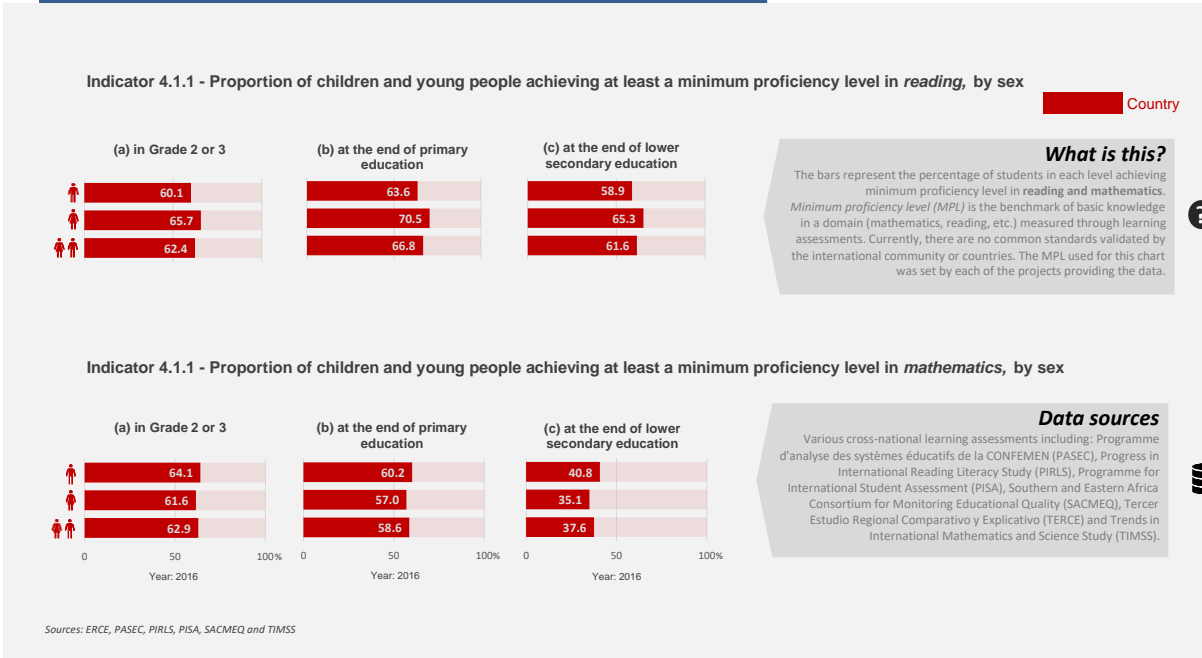 Indicator 4.1.1 - Proportion of children and young people achieving at least a minimum proficiency level in reading, by sex
Country
(a) in Grade 2 or 3
60.1
65.7
62.4
(b) at the end of primary
education
63.6
70.5
66.8
(c) at the end of lower
secondary education
58.9
65.3
61.6
What is this?
The bars represent the percentage of students in each level achieving
minimum proficiency level in reading and mathematics.
Minimum proficiency level (MPL) is the benchmark of basic knowledge
in a domain (mathematics, reading, etc.) measured through learning
assessments. Currently, there are no common standards validated by
the international community or countries. The MPL used for this chart
was set by each of the projects providing the data.
?
Indicator 4.1.1 - Proportion of children and young people achieving at least a minimum proficiency level in mathematics, by sex
(a) in Grade 2 or 3
64.1
61.6
62.9
0 50 100%
Year: 2016
(b) at the end of primary
education
60.2
57.0
58.6
0 50 100%
Year: 2016
(c) at the end of lower
secondary education
40.8
35.1
37.6
0 50 100%
Year: 2016
Data sources
Various cross-national learning assessments including: Programme
d'analyse des systèmes éducatifs de la CONFEMEN (PASEC), Progress in
International Reading Literacy Study (PIRLS), Programme for
International Student Assessment (PISA), Southern and Eastern Africa
Consortium for Monitoring Educational Quality (SACMEQ), Tercer
Estudio Regional Comparativo y Explicativo (TERCE) and Trends in
International Mathematics and Science Study (TIMSS).
Sources: ERCE, PASEC, PIRLS, PISA, SACMEQ and TIMSS